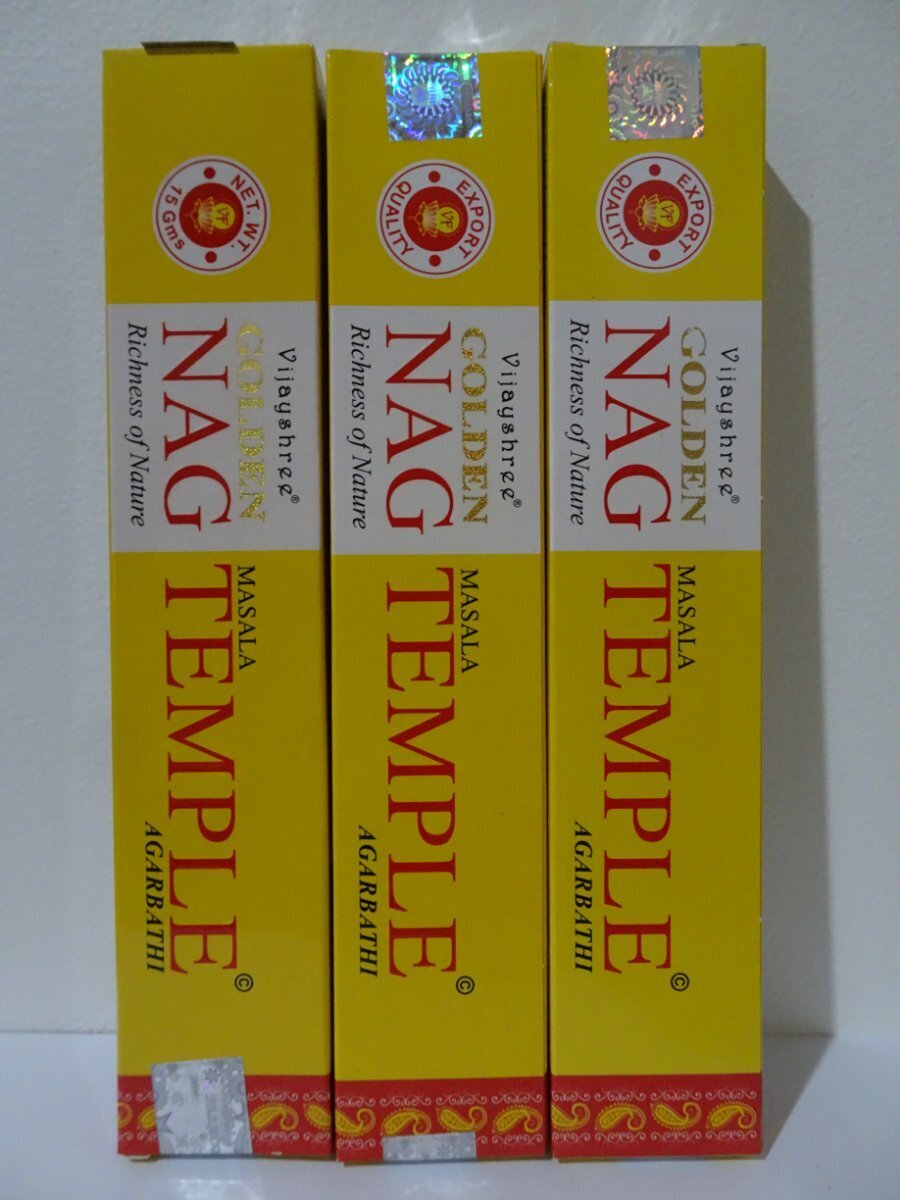 NET. WT.
15 Gms
VF
Vijayshree®
GOLDEN
NAG
Richness of Nature
MASALA
TEMPLE©
AGARBATHI
EXPORT
QUALITY
VF
Vijayshree®
GOLDEN
NAG
Richness of Nature
MASALA
TEMPLE©
AGARBATHI
EXPORT
QUALITY
VF
Vijayshree®
GOLDEN
NAG
Richness of Nature
MASALA
TEMPLE©
AGARBATHI